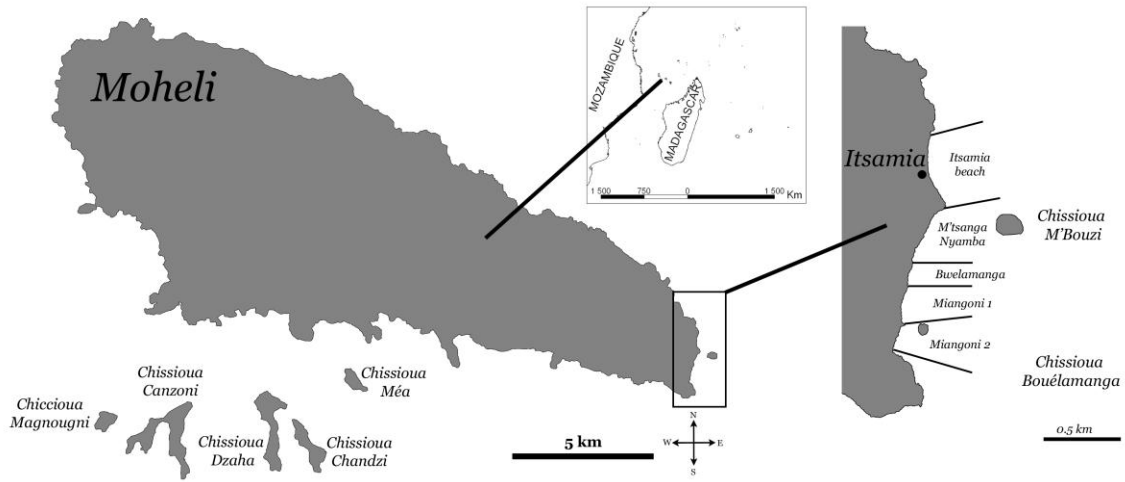 Moheli
MOZAMBIQUE
MADAGASCAR
1 500
750
0
1 500
Km
Itsamia
Itsamia
beach
M'tsanga
Nyamba
Chissioua
M'Bouzi
Bwelamanga
Miangoni 1
Miangoni 2
Chissioua
Bouélamanga
0.5 km
Chissioua
Canzoni
Chissioua
Méa
Chiccioua
Magnougni
Chissioua
Dzaha
Chissioua
Chandzi
5 km
N
W
E
S